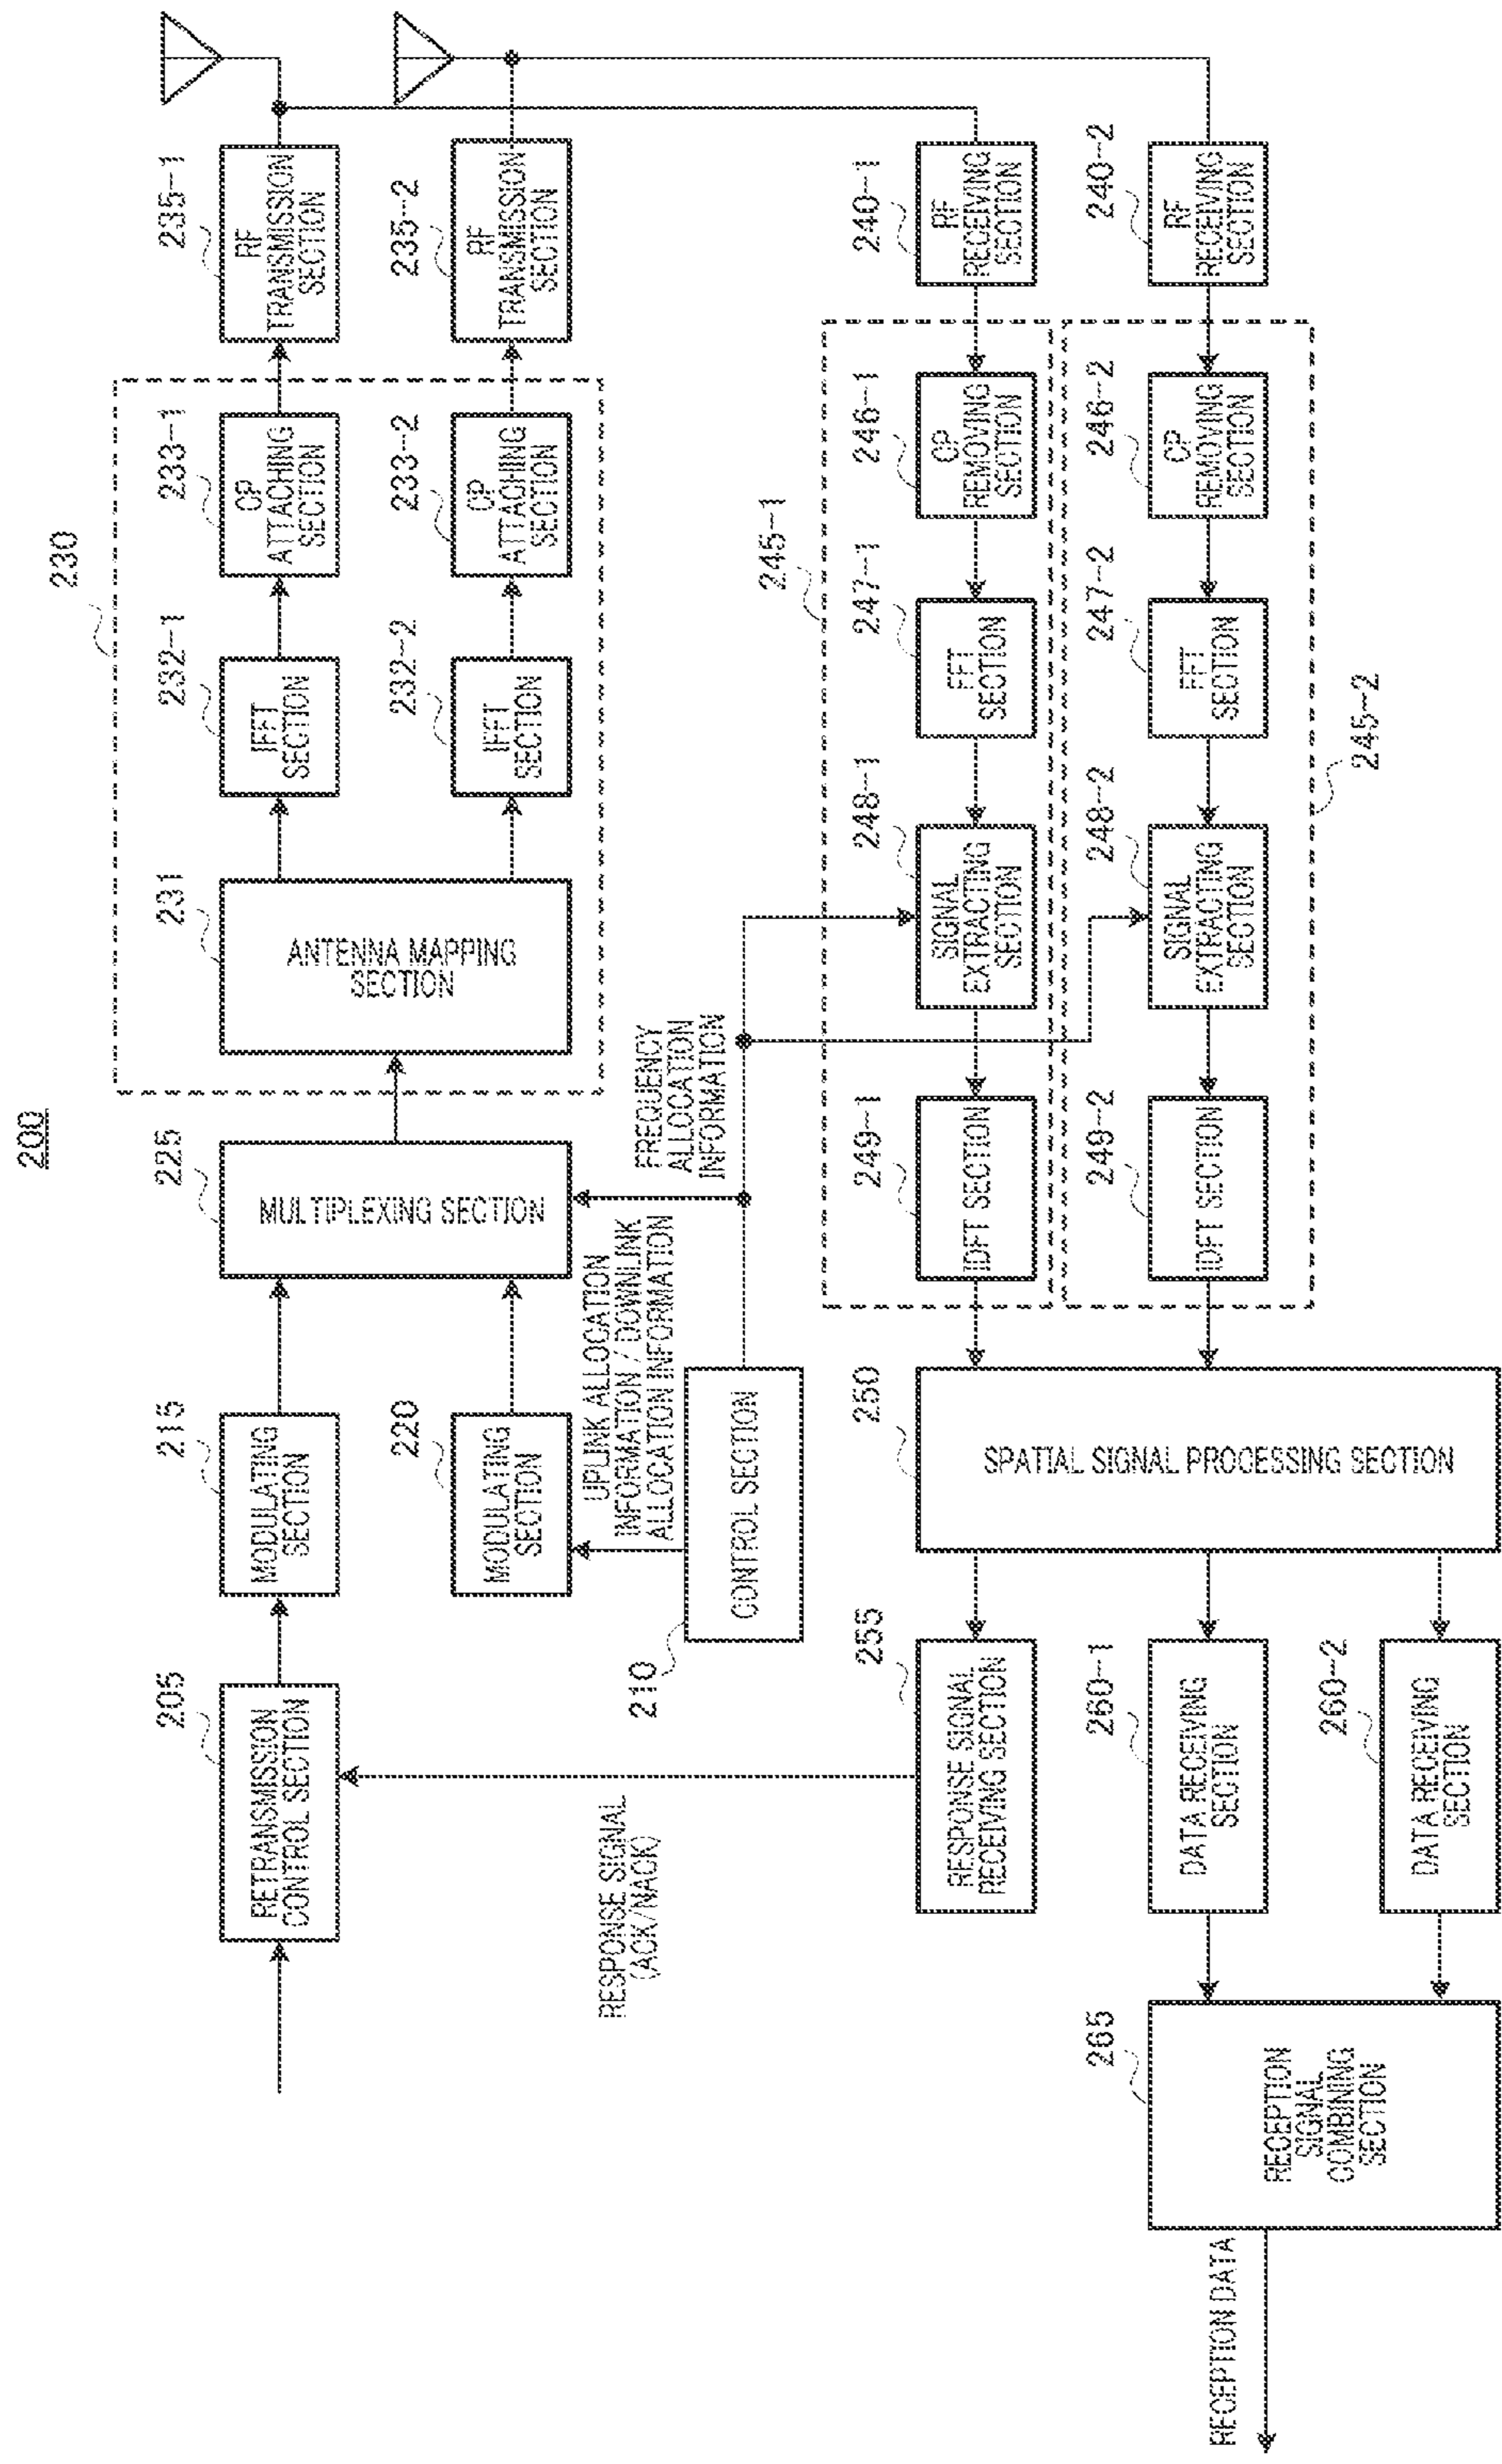 200
230
205
RETRANSMISSION
CONTROL SECTION
215
MODULATING
SECTION
225
MULTIPLEXING SECTION
231
ANTENNA MAPPING
SECTION
232-1
IFFT
SECTION
233-1
CP
ATTACHING
SECTION
235-1
RF
TRANSMISSION
SECTION
220
MODULATING
SECTION
232-2
IFFT
SECTION
233-2
CP
ATTACHING
SECTION
235-2
RF
TRANSMISSION
SECTION
RESPONSE SIGNAL
(ACK/NACK)
UPLINK ALLOCATION
INFORMATION / DOWNLINK
ALLOCATION INFORMATION
FREQUENCY
ALLOCATION
INFORMATION
210
CONTROL SECTION
245-1
255
RESPONSE SIGNAL
RECEIVING SECTION
250
SPATIAL SIGNAL PROCESSING SECTION
249-1
IDFT SECTION
248-1
SIGNAL
EXTRACTING
SECTION
247-1
FFT
SECTION
246-1
CP
REMOVING
SECTION
240-1
RF
RECEIVING
SECTION
265
RECEPTION
SIGNAL
COMBINING
SECTION
260-1
DATA RECEIVING
SECTION
249-2
IDFT SECTION
248-2
SIGNAL
EXTRACTING
SECTION
247-2
FFT
SECTION
246-2
CP
REMOVING
SECTION
240-2
RF
RECEIVING
SECTION
RECEPTION DATA
260-2
DATA RECEIVING
SECTION
245-2